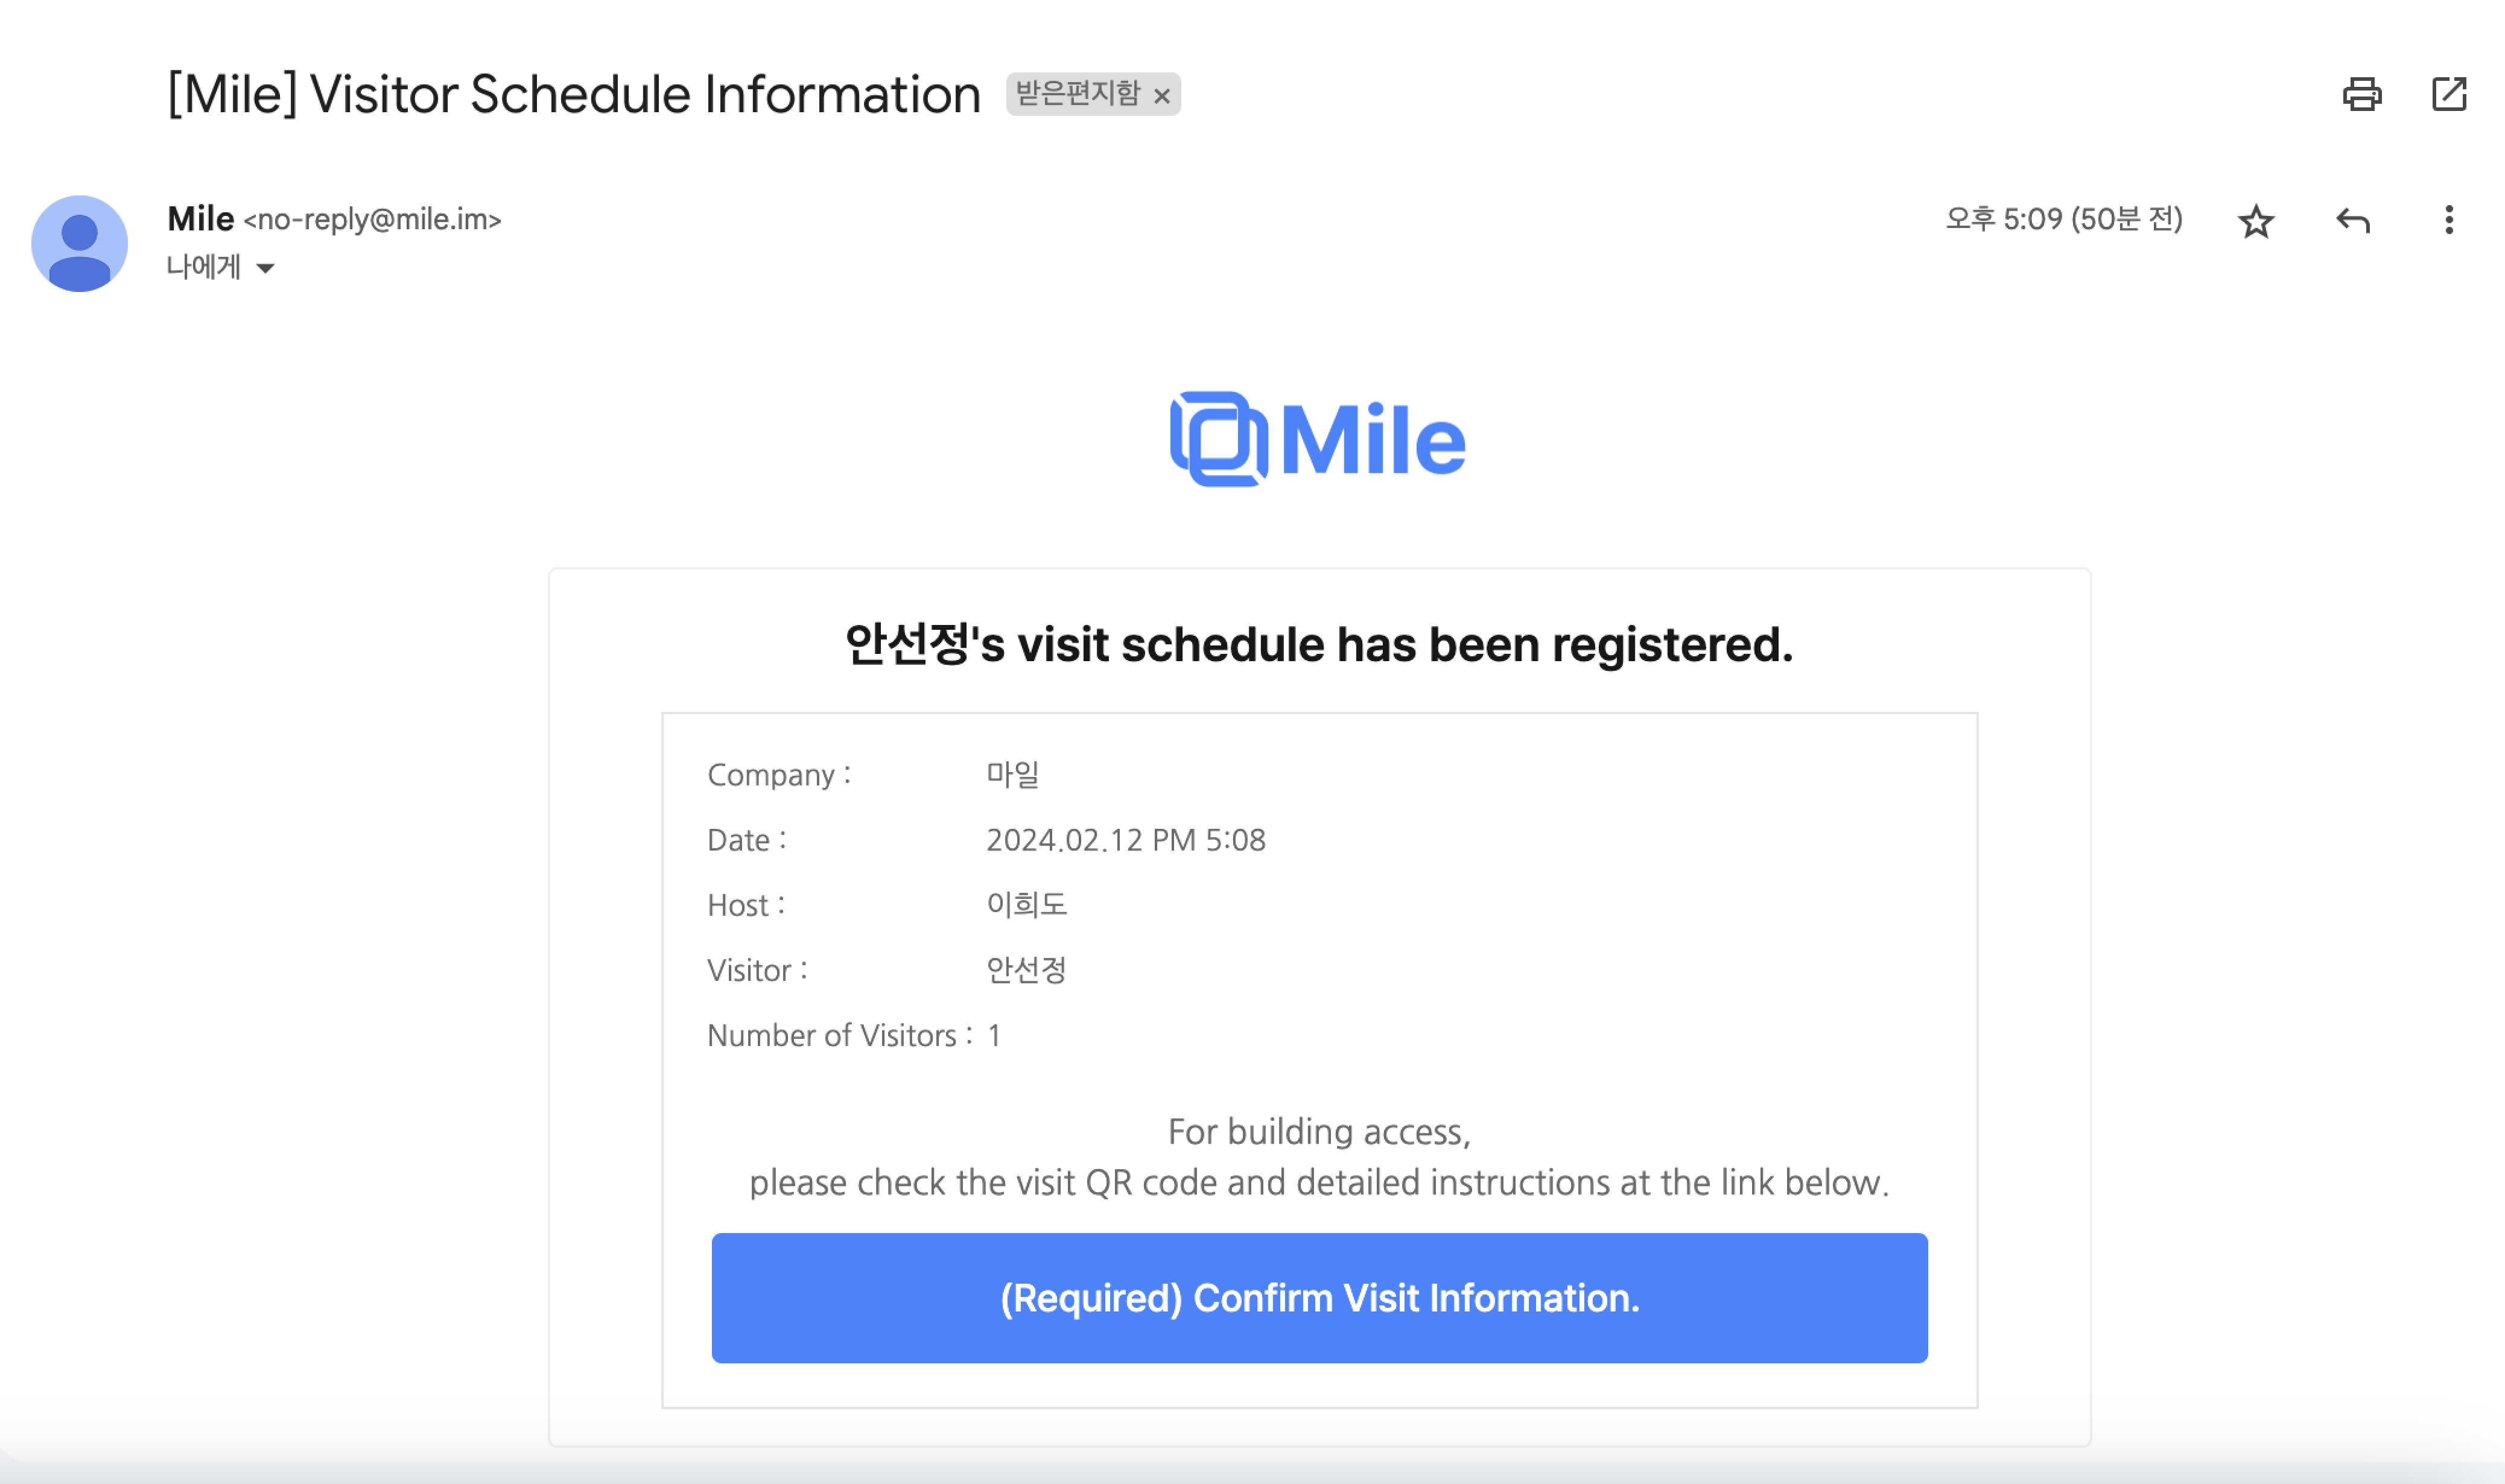 [Mile] Visitor Schedule Information 받은편지함 ×
Mile <no-reply@mile.im>
오후 5:09 (50분 전)
나에게
Mile
안선정's visit schedule has been registered.
Company : 마일
Date : 2024.02.12 PM 5:08
Host : 이희도
Visitor : 안선정
Number of Visitors : 1
For building access,
please check the visit QR code and detailed instructions at the link below.
(Required) Confirm Visit Information.